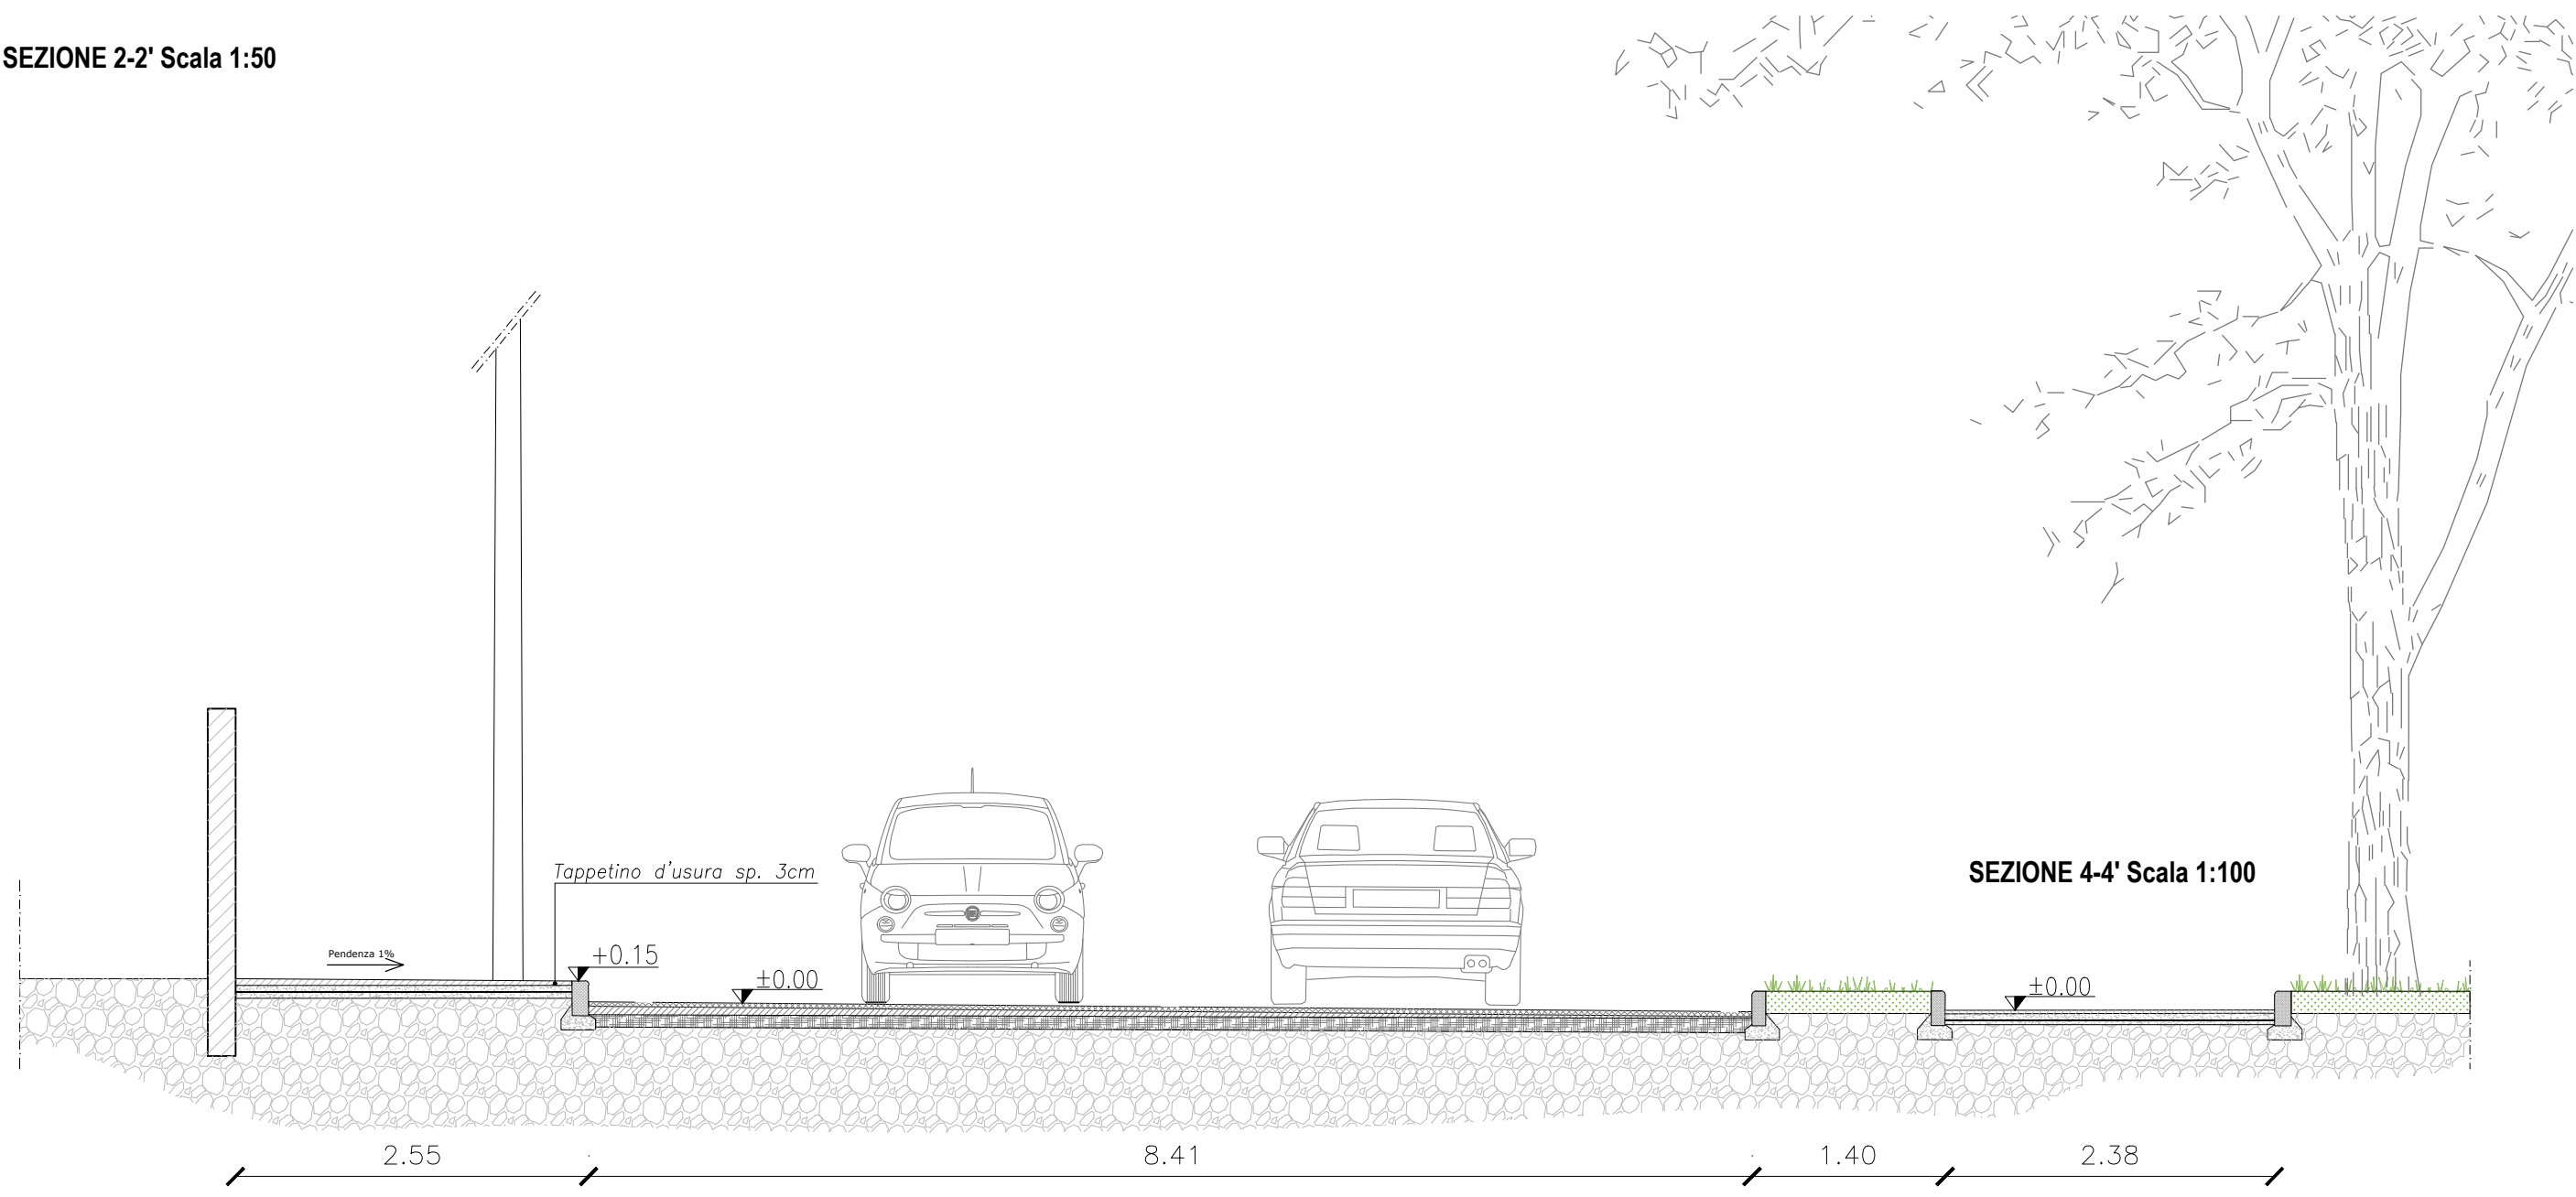 SEZIONE 2-2' Scala 1:50
Tappetino d'usura sp. 3cm
SEZIONE 4-4' Scala 1:100
Pendenza 1%
+0.15
±0.00
±0.00
2.55
8.41
1.40
2.38